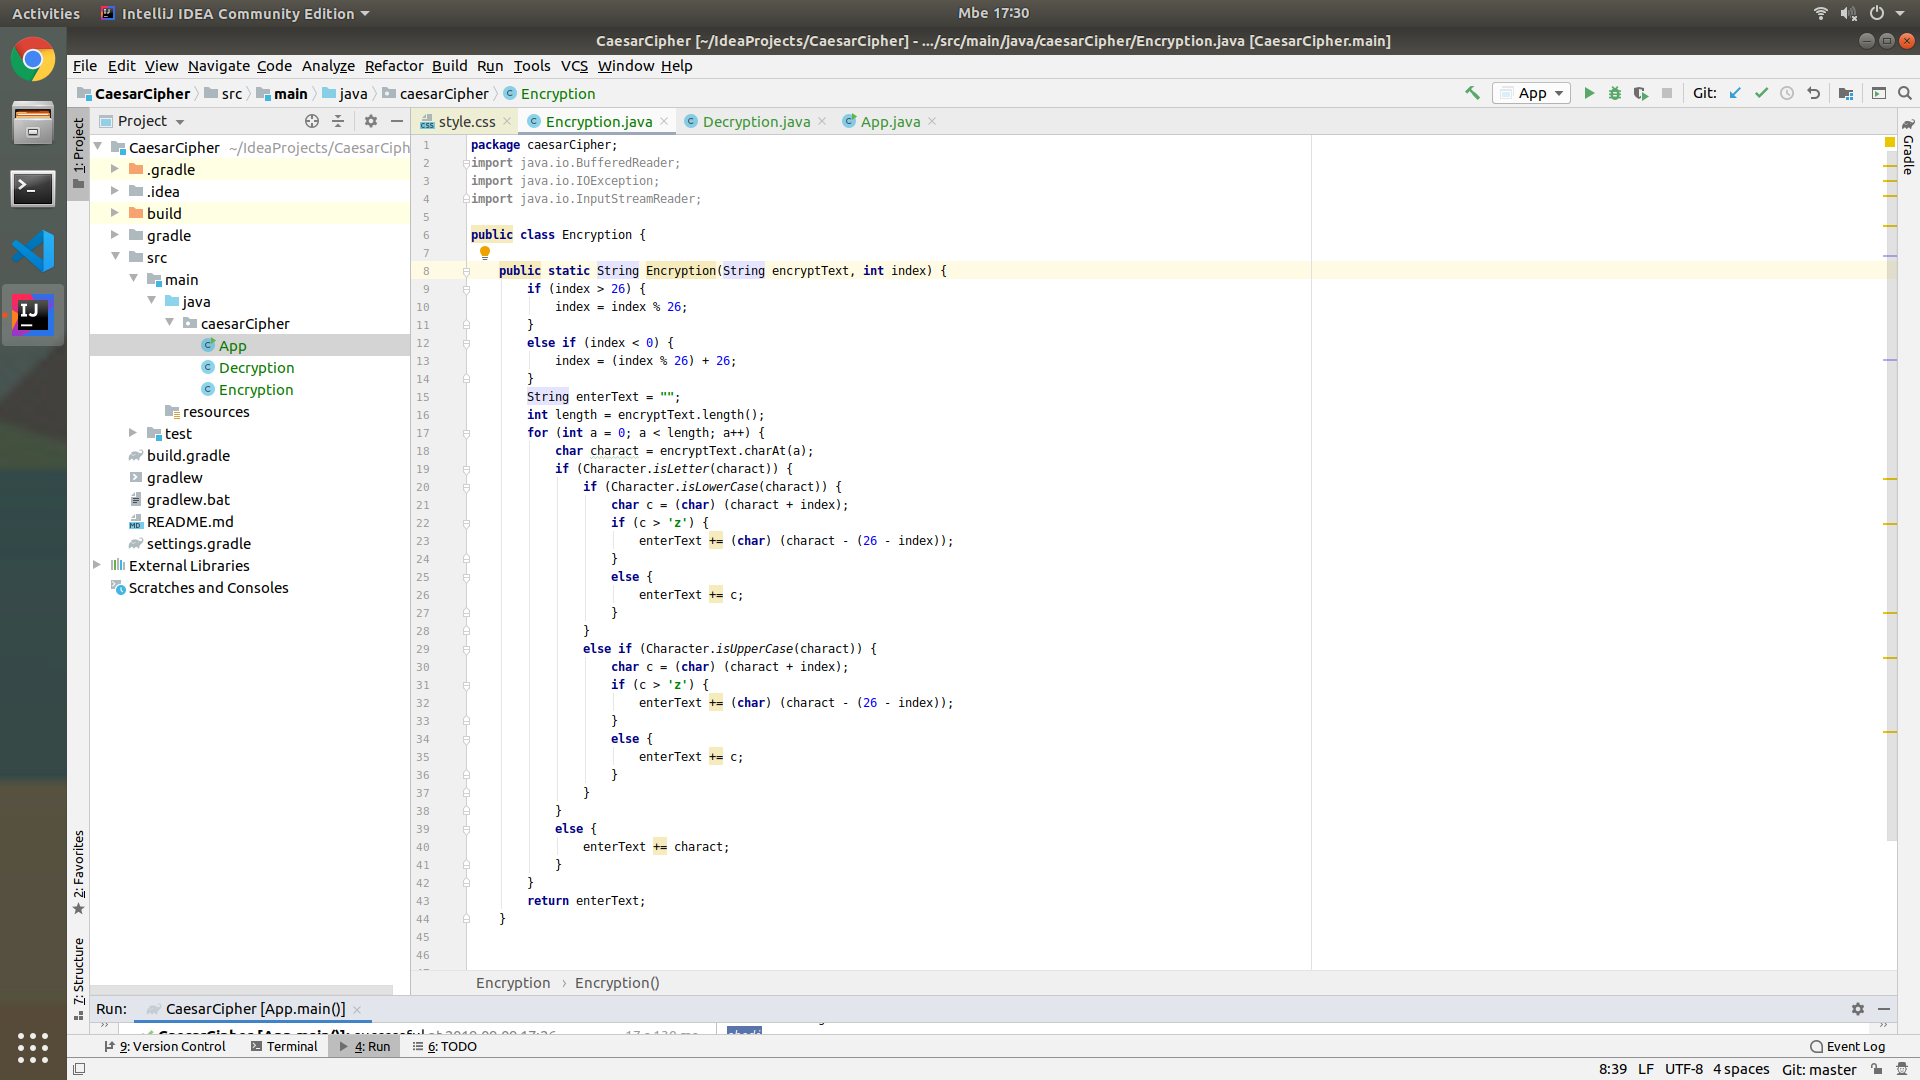 Activities
IntelliJ IDEA Community Edition
Mbe 17:30
CaesarCipher [~/IdeaProjects/CaesarCipher] - .../src/main/java/caesarCipher/Encryption.java [CaesarCipher.main]
File Edit View Navigate Code Analyze Refactor Build Run Tools VCS Window Help
CaesarCipher src main java caesarCipher Encryption
App
Git:
1: Project
Project
style.css
Encryption.java
Decryption.java
App.java
Gradle
CaesarCipher ~/IdeaProjects/CaesarCiph
.gradle
.idea
build
gradle
src
main
java
caesarCipher
App
Decryption
Encryption
resources
test
build.gradle
gradlew
gradlew.bat
README.md
settings.gradle
External Libraries
Scratches and Consoles
1 package caesarCipher;
2 import java.io.BufferedReader;
3 import java.io.IOException;
4 import java.io.InputStreamReader;
5
6 public class Encryption {
7
8 public static String Encryption(String encryptText, int index) {
9 if (index > 26) {
10 index = index % 26;
11 }
12 else if (index < 0) {
13 index = (index % 26) + 26;
14 }
15 String enterText = "";
16 int length = encryptText.length();
17 for (int a = 0; a < length; a++) {
18 char charact = encryptText.charAt(a);
19 if (Character.isLetter(charact)) {
20 if (Character.isLowerCase(charact)) {
21 char c = (char) (charact + index);
22 if (c > 'z') {
23 enterText += (char) (charact - (26 - index));
24 }
25 else {
26 enterText += c;
27 }
28 }
29 else if (Character.isUpperCase(charact)) {
30 char c = (char) (charact + index);
31 if (c > 'z') {
32 enterText += (char) (charact - (26 - index));
33 }
34 else {
35 enterText += c;
36 }
37 }
38 }
39 else {
40 enterText += charact;
41 }
42 }
43 return enterText;
44 }
45
46
2: Favorites
7: Structure
Encryption › Encryption()
Run: CaesarCipher [App.main()]
9: Version Control
Terminal
4: Run
6: TODO
Event Log
8:39 LF UTF-8 4 spaces Git: master